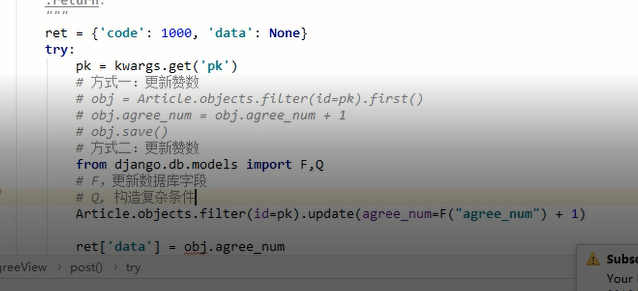 :return:
"""
ret = {'code': 1000, 'data': None}
try:
pk = kwargs.get('pk')
# 方式一：更新赞数
# obj = Article.objects.filter(id=pk).first()
# obj.agree_num = obj.agree_num + 1
# obj.save()
# 方式二：更新赞数
from django.db.models import F,Q
# F，更新数据库字段
# Q, 构造复杂条件
Article.objects.filter(id=pk).update(agree_num=F("agree_num") + 1)
ret['data'] = obj.agree_num
greeView › post() › try
Subsc
Your